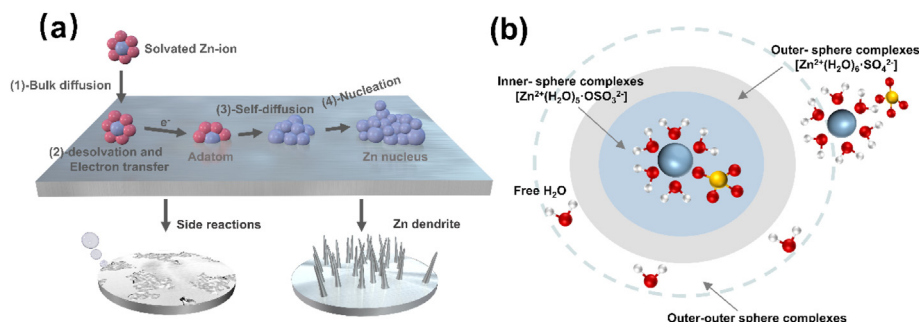 (a)
Solvated Zn-ion
(1)-Bulk diffusion
e-
(3)-Self-diffusion
(4)-Nucleation
(2)-desolvation and
Electron transfer
Adatom
Zn nucleus
Side reactions
Zn dendrite
(b)
Outer- sphere complexes
[Zn²⁺(H₂O)₆·SO₄²⁻]
Inner- sphere complexes
[Zn²⁺(H₂O)₅·OSO₃²⁻]
Free H₂O
Outer-outer sphere complexes